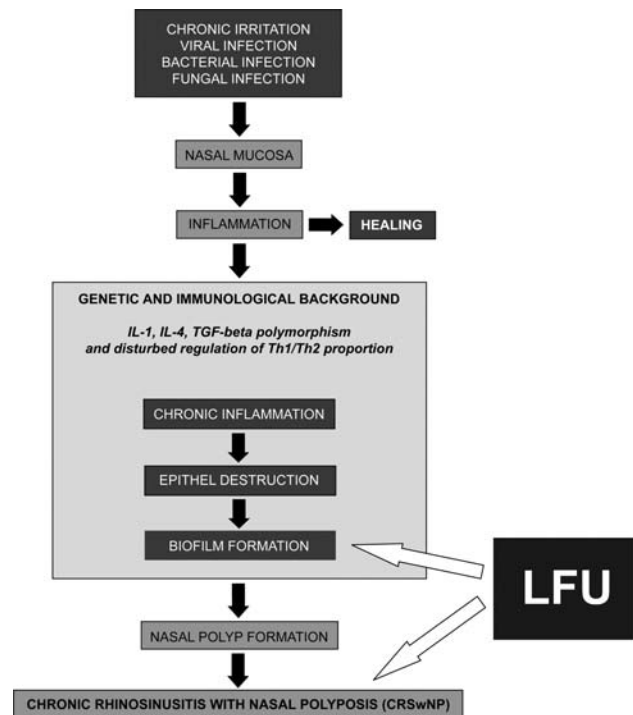 CHRONIC IRRITATION
VIRAL INFECTION
BACTERIAL INFECTION
FUNGAL INFECTION
NASAL MUCOSA
INFLAMMATION
HEALING
GENETIC AND IMMUNOLOGICAL BACKGROUND
IL-1, IL-4, TGF-beta polymorphism
and disturbed regulation of Th1/Th2 proportion
CHRONIC INFLAMMATION
EPITHEL DESTRUCTION
BIOFILM FORMATION
LFU
NASAL POLYP FORMATION
CHRONIC RHINOSINUSITIS WITH NASAL POLYPOSIS (CRSwNP)